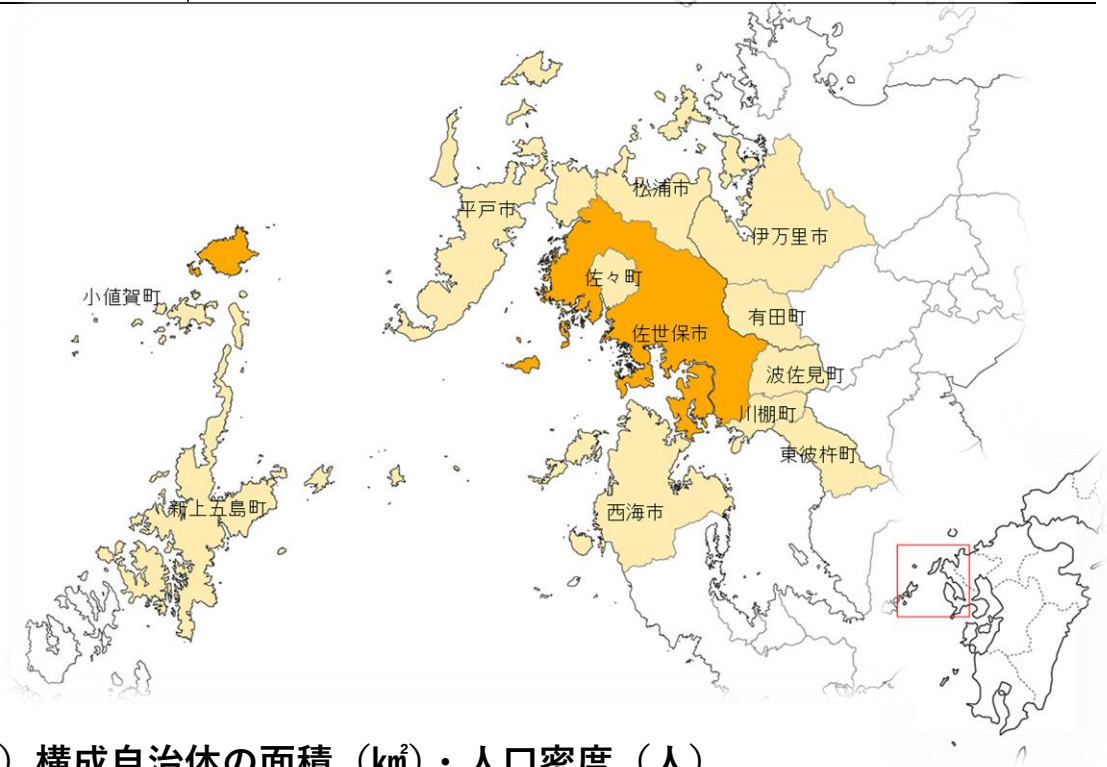 松浦市
平戸市
伊万里市
佐々町
小値賀町
有田町
佐世保市
波佐見町
川棚町
東彼杵町
新上五島町
西海市
)構成自治体の面積(㎢)・人口密度(人)